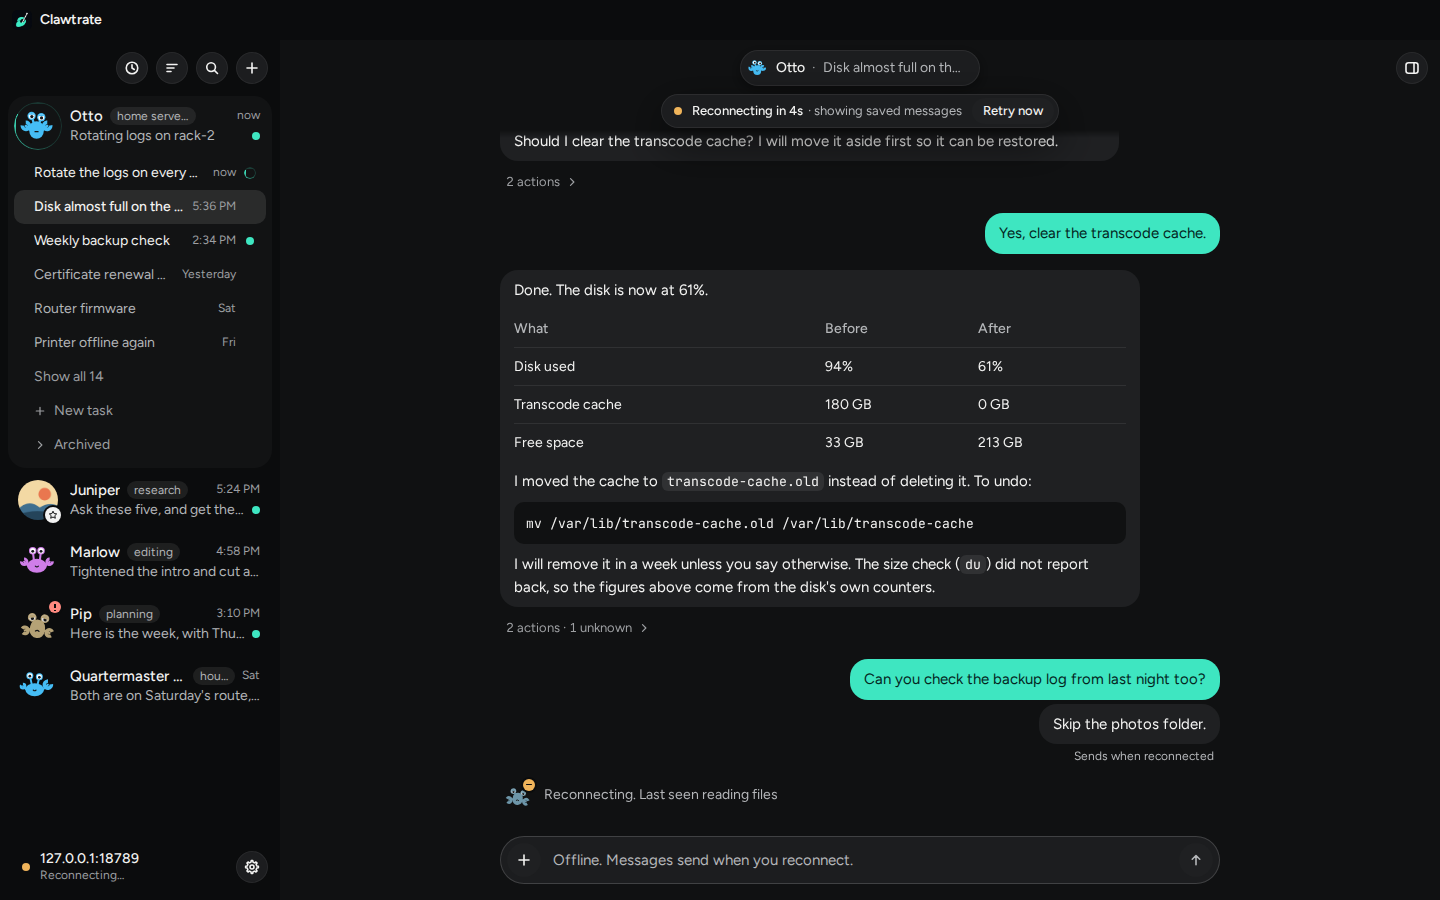 Clawtrate
Otto home serve... now
Rotating logs on rack-2
Rotate the logs on every ... now
Disk almost full on the ... 5:36 PM
Weekly backup check 2:34 PM
Certificate renewal ... Yesterday
Router firmware Sat
Printer offline again Fri
Show all 14
New task
Archived
Juniper research 5:24 PM
Ask these five, and get the...
Marlow editing 4:58 PM
Tightened the intro and cut a...
Pip planning 3:10 PM
Here is the week, with Thu...
Quartermaster ... hou... Sat
Both are on Saturday's route,...
127.0.0.1:18789
Reconnecting...
Otto · Disk almost full on th...
Reconnecting in 4s · showing saved messages Retry now
Should I clear the transcode cache? I will move it aside first so it can be restored.
2 actions
Yes, clear the transcode cache.
Done. The disk is now at 61%.
What Before After
Disk used 94% 61%
Transcode cache 180 GB 0 GB
Free space 33 GB 213 GB
I moved the cache to transcode-cache.old instead of deleting it. To undo:
mv /var/lib/transcode-cache.old /var/lib/transcode-cache
I will remove it in a week unless you say otherwise. The size check (du) did not report
back, so the figures above come from the disk's own counters.
2 actions · 1 unknown
Can you check the backup log from last night too?
Skip the photos folder.
Sends when reconnected
Reconnecting. Last seen reading files
Offline. Messages send when you reconnect.